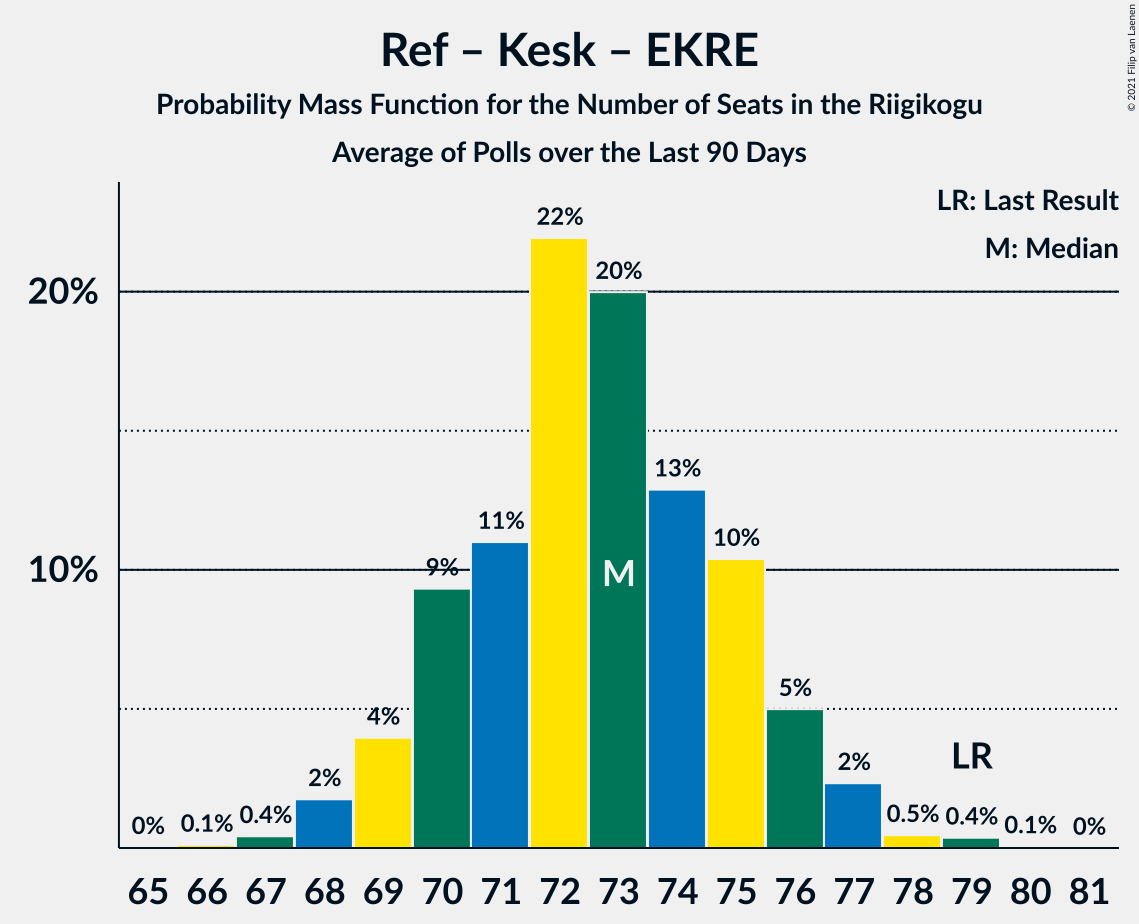 Ref – Kesk – EKRE
Probability Mass Function for the Number of Seats in the Riigikogu
Average of Polls over the Last 90 Days
© 2021 Filip van Laenen
LR: Last Result
M: Median
20%
10%
0%
0.1%
0.4%
2%
4%
9%
11%
22%
20%
13%
10%
5%
2%
0.5%
0.4%
0.1%
0%
M
LR
65 66 67 68 69 70 71 72 73 74 75 76 77 78 79 80 81